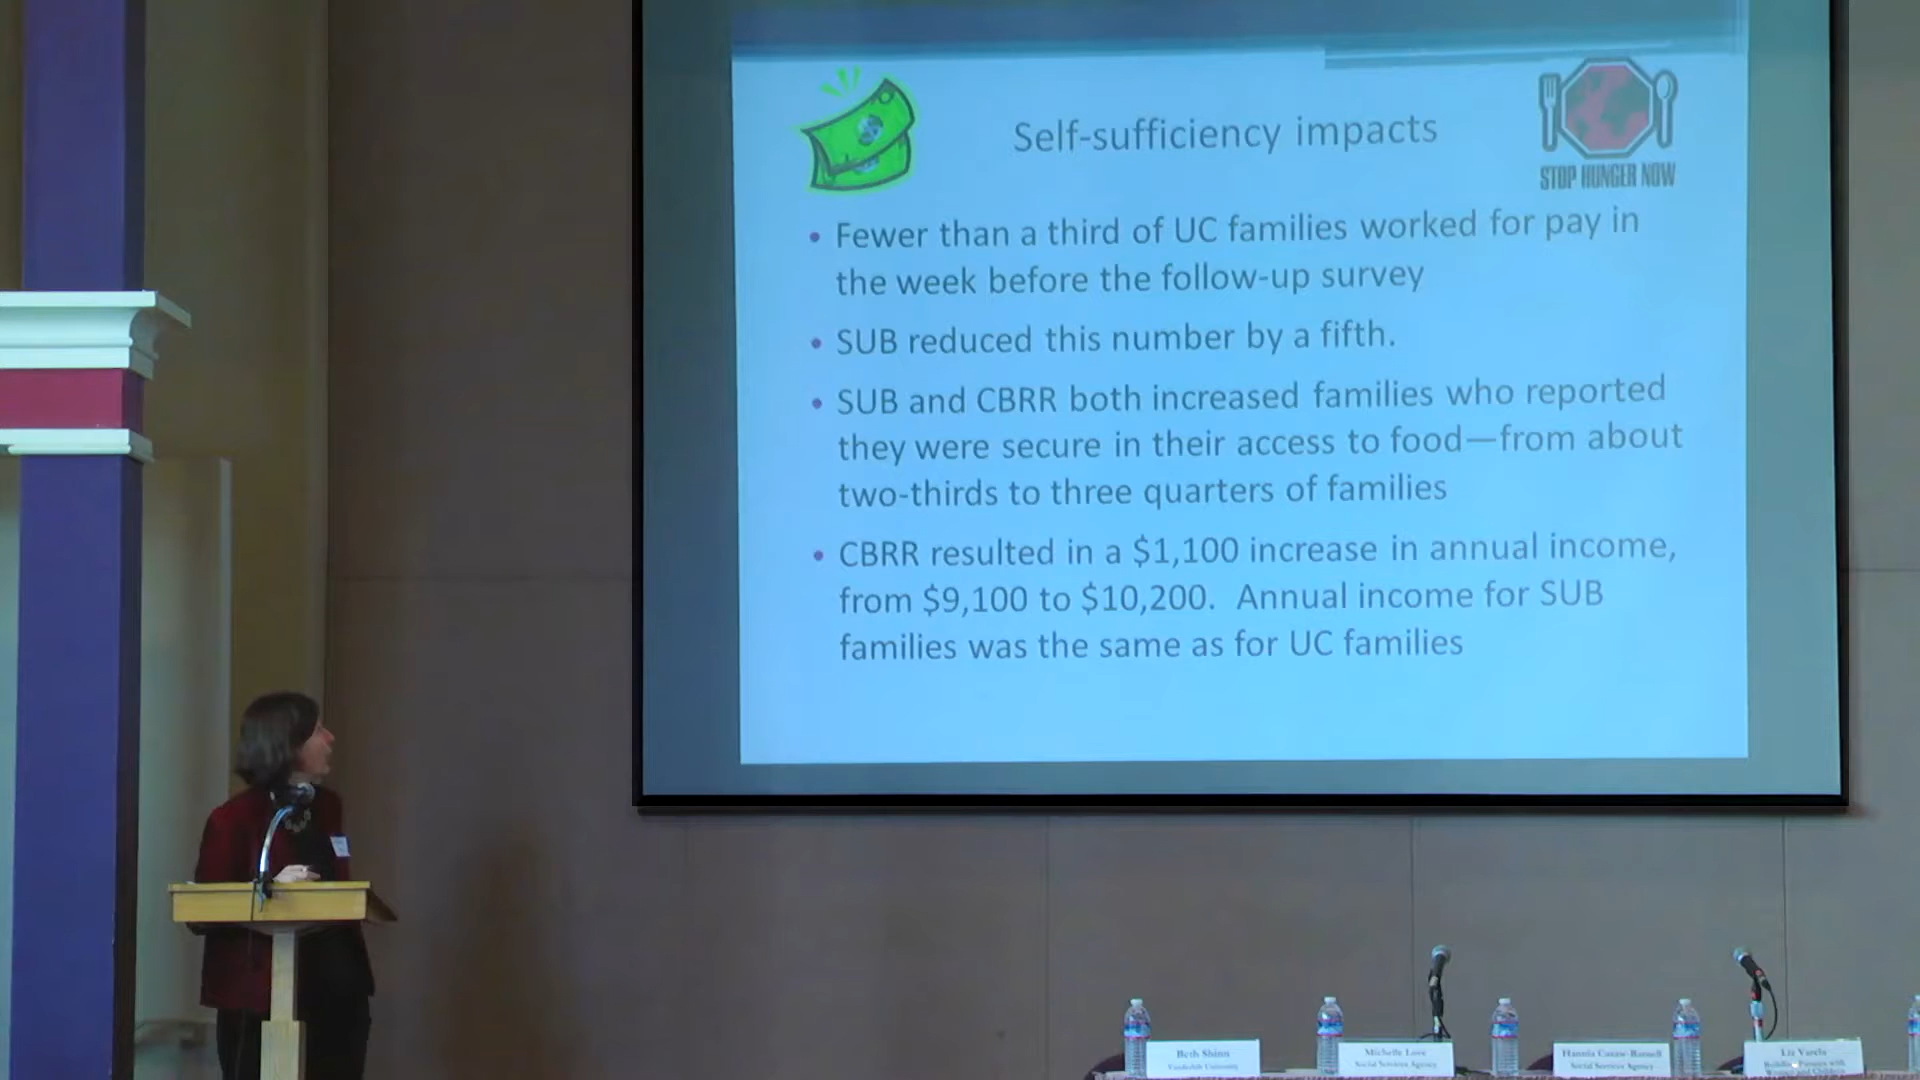 Self-sufficiency impacts
STOP HUNGER NOW
• Fewer than a third of UC families worked for pay in
the week before the follow-up survey
• SUB reduced this number by a fifth.
• SUB and CBRR both increased families who reported
they were secure in their access to food—from about
two-thirds to three quarters of families
• CBRR resulted in a $1,100 increase in annual income,
from $9,100 to $10,200.  Annual income for SUB
families was the same as for UC families
Beth Shinn
Vanderbilt University
Michelle Love
Social Services Agency
Social Services Agency
Liz Varela